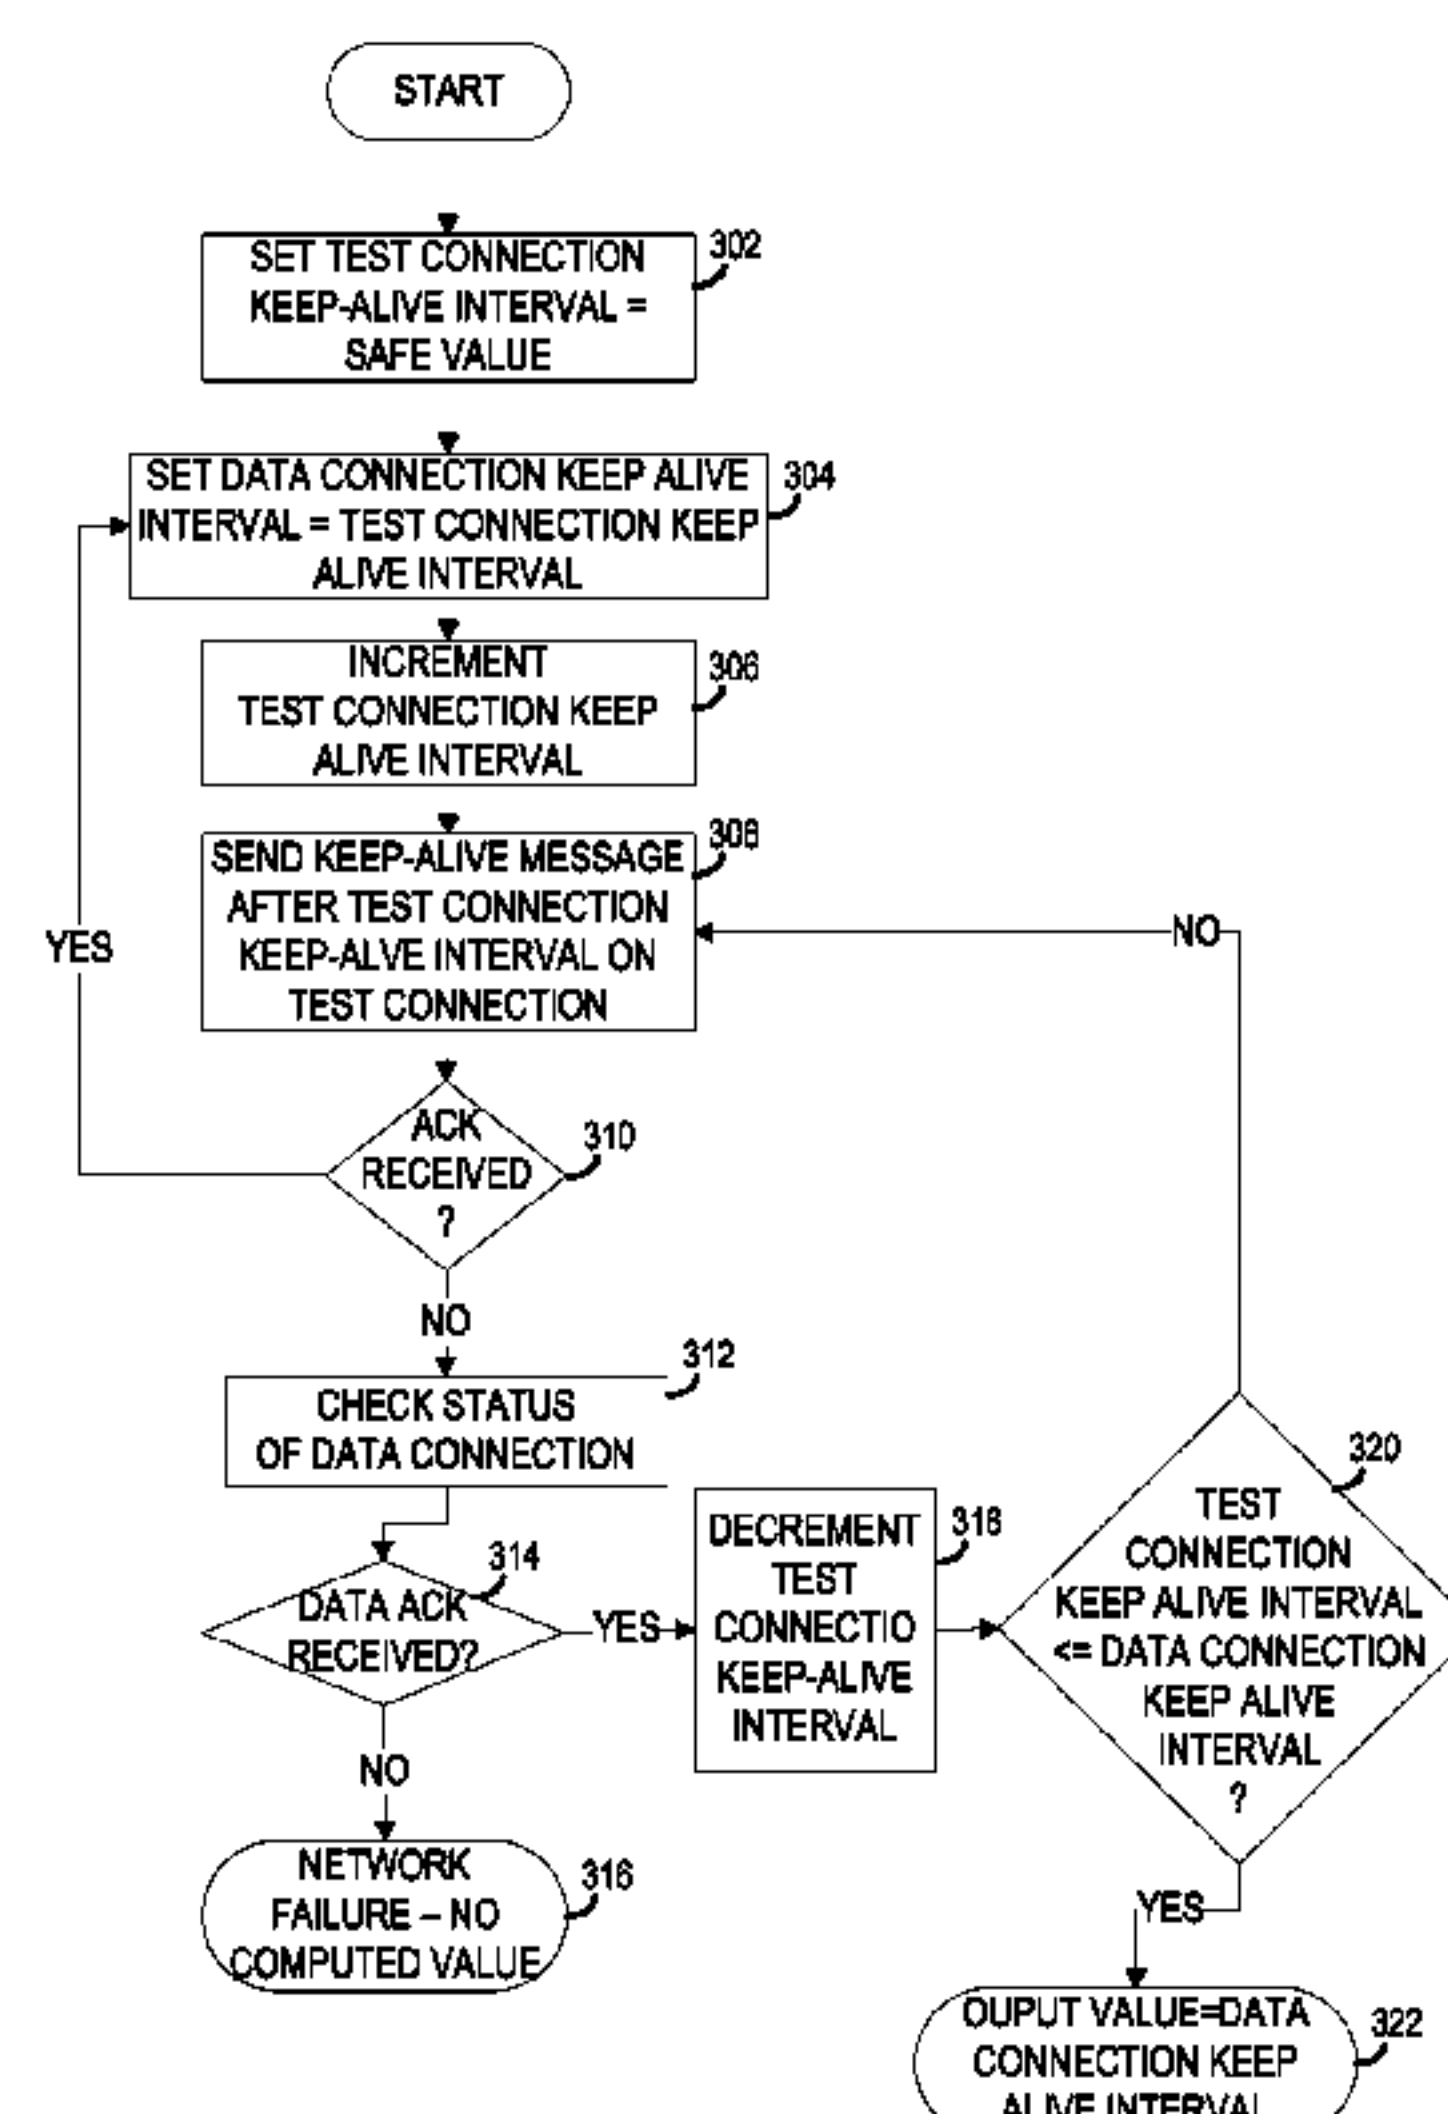 START
302
SET TEST CONNECTION
KEEP-ALIVE INTERVAL =
SAFE VALUE
304
SET DATA CONNECTION KEEP ALIVE
INTERVAL = TEST CONNECTION KEEP
ALIVE INTERVAL
306
INCREMENT
TEST CONNECTION KEEP
ALIVE INTERVAL
308
SEND KEEP-ALIVE MESSAGE
AFTER TEST CONNECTION
KEEP-ALVE INTERVAL ON
TEST CONNECTION
NO
YES
ACK
RECEIVED
?
310
NO
312
CHECK STATUS
OF DATA CONNECTION
314
DATA ACK
RECEIVED?
YES
DECREMENT
TEST
CONNECTIO
KEEP-ALIVE
INTERVAL
318
320
TEST
CONNECTION
KEEP ALIVE INTERVAL
<= DATA CONNECTION
KEEP ALIVE
INTERVAL
?
NO
NETWORK
FAILURE – NO
COMPUTED VALUE
316
YES
OUPUT VALUE=DATA
CONNECTION KEEP
ALIVE INTERVAL
322